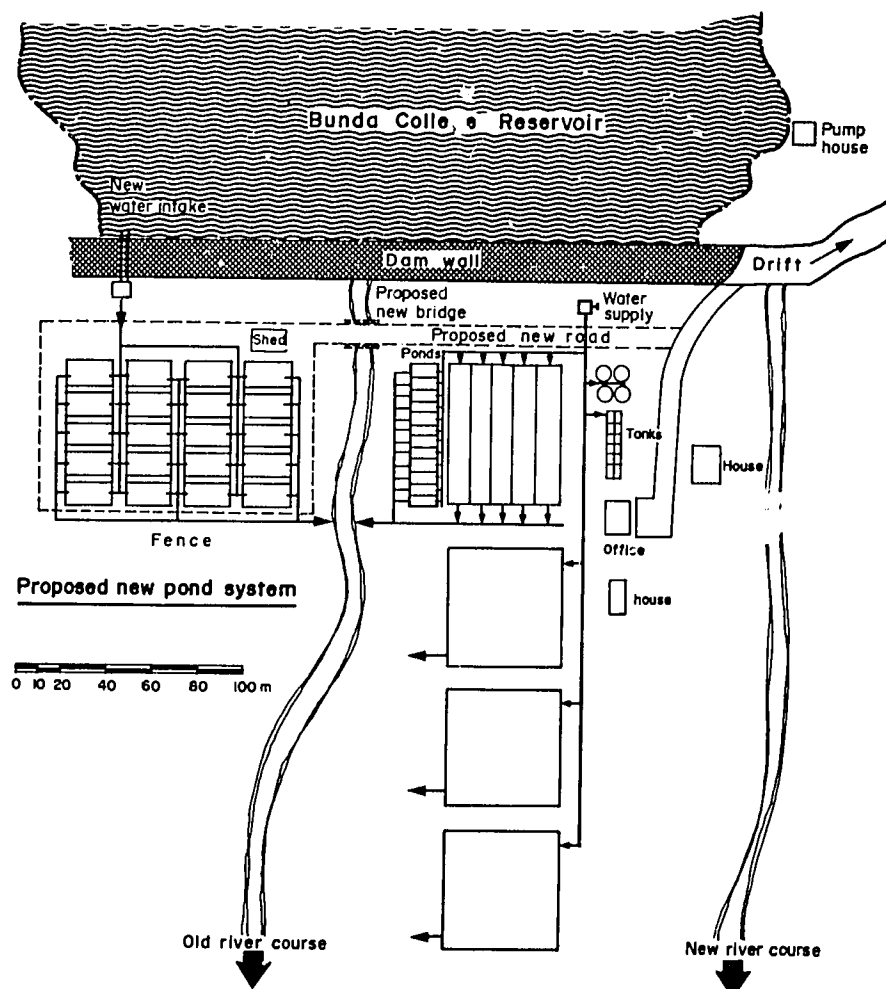 Bunda Colle e Reservoir
Pump
house
New
water intake
Dam wall
Drift
Proposed
new bridge
Water
supply
Shed
Proposed new road
Ponds
Tonks
House
Fence
Office
house
Proposed new pond system
0 10 20 40 60 80 100 m
Old river course
New river course